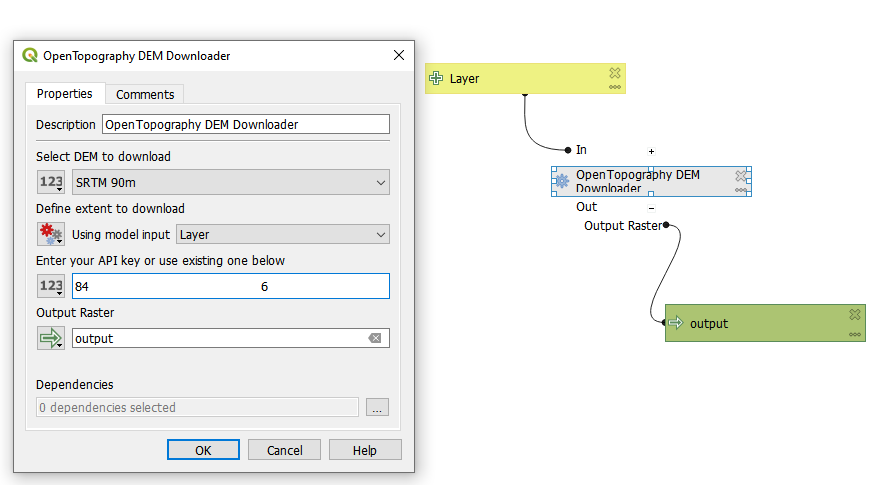 OpenTopography DEM Downloader
Properties
Comments
Description
OpenTopography DEM Downloader
Select DEM to download
123
SRTM 90m
Define extent to download
Using model input
Layer
Enter your API key or use existing one below
123
84 6
Output Raster
output
Dependencies
0 dependencies selected
...
OK
Cancel
Help
Layer
In
+
OpenTopography DEM
Downloader
Out
−
Output Raster
output